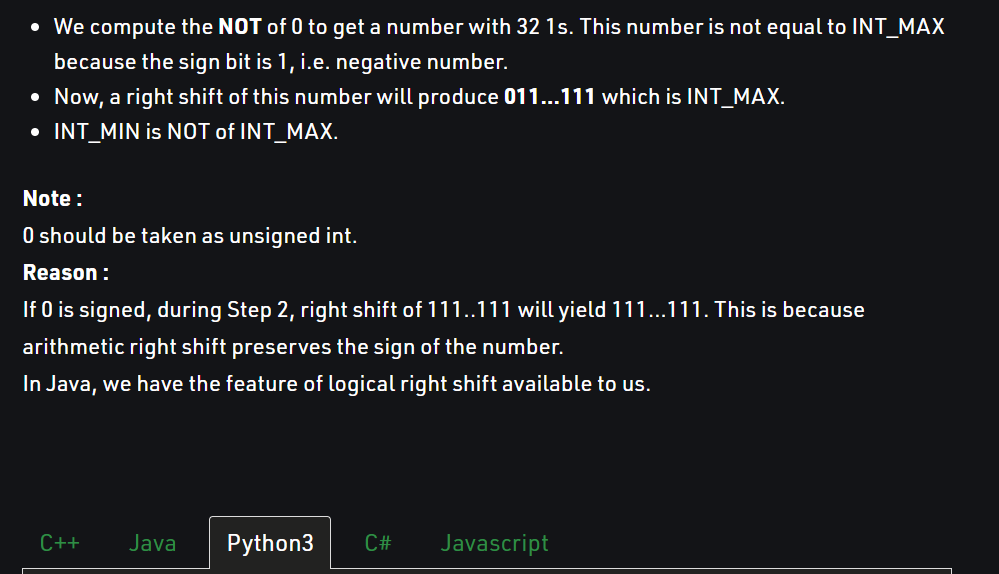 • We compute the NOT of 0 to get a number with 32 1s. This number is not equal to INT_MAX
because the sign bit is 1, i.e. negative number.
• Now, a right shift of this number will produce 011...111 which is INT_MAX.
• INT_MIN is NOT of INT_MAX.
Note :
0 should be taken as unsigned int.
Reason :
If 0 is signed, during Step 2, right shift of 111..111 will yield 111...111. This is because
arithmetic right shift preserves the sign of the number.
In Java, we have the feature of logical right shift available to us.
C++ Java Python3 C# Javascript